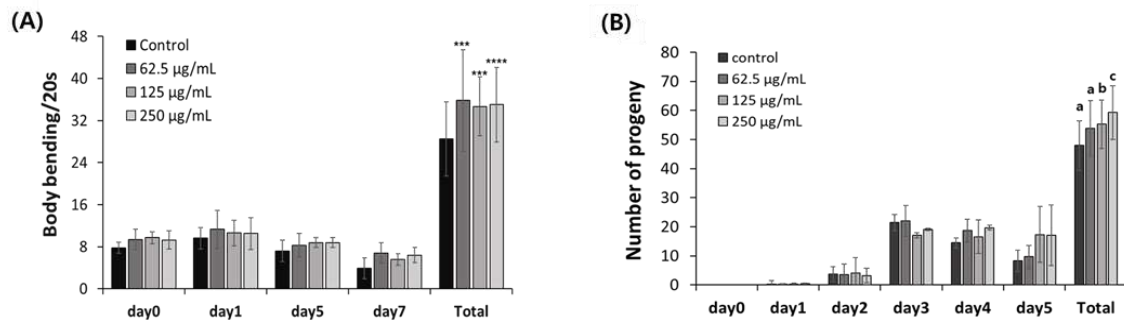 (A)
Body bending/20s
48
40
32
24
16
8
0
Control
62.5 µg/mL
125 µg/mL
250 µg/mL
*** *** ****
day0 day1 day5 day7 Total
(B)
Number of progeny
80
70
60
50
40
30
20
10
0
control
62.5 µg/mL
125 µg/mL
250 µg/mL
a a b c
day0 day1 day2 day3 day4 day5 Total